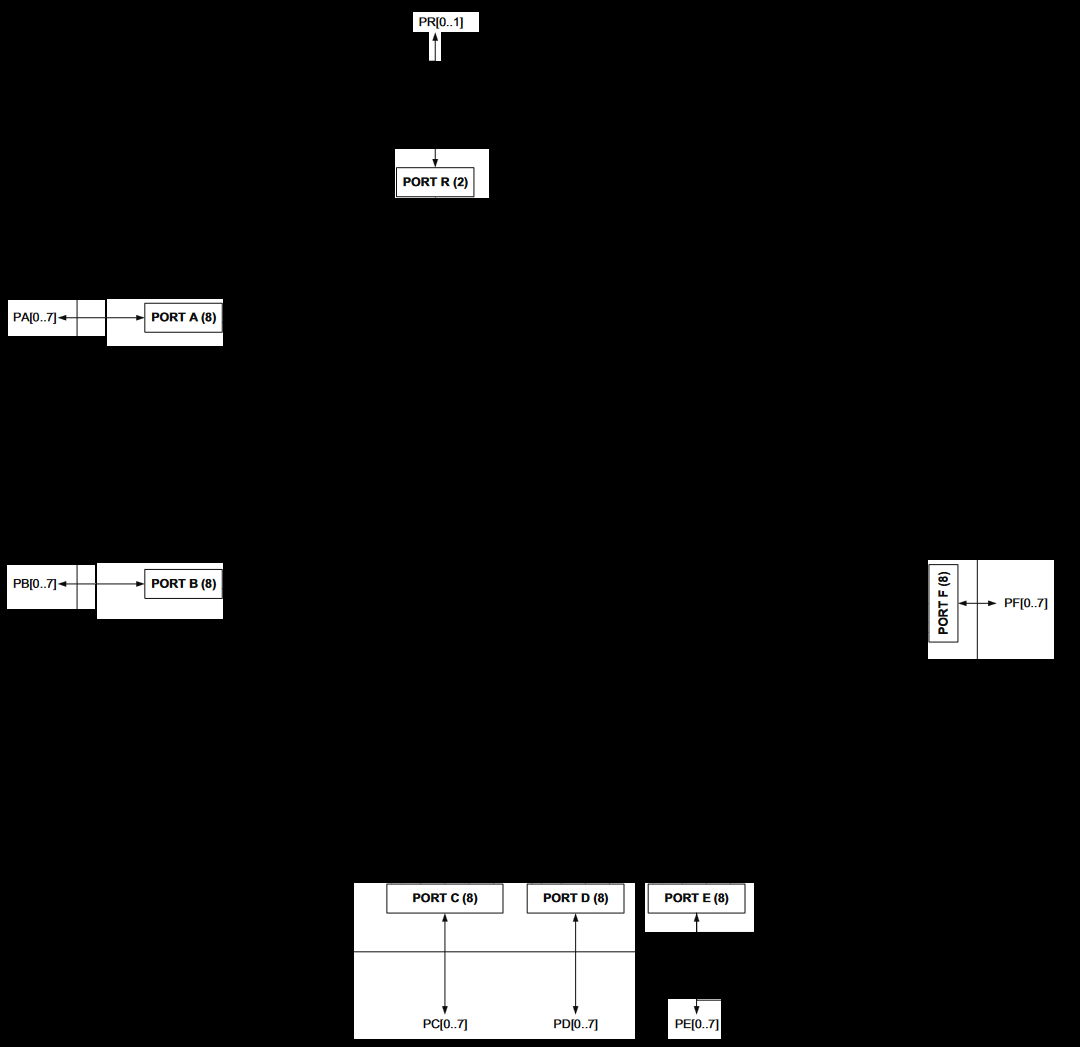 PR[0..1]
PORT R (2)
PA[0..7]
PORT A (8)
PB[0..7]
PORT B (8)
PORT F (8)
PF[0..7]
PORT C (8)
PORT D (8)
PORT E (8)
PC[0..7]
PD[0..7]
PE[0..7]